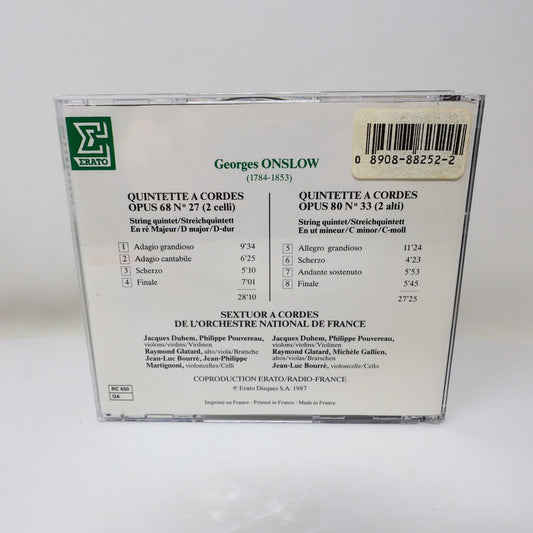 ERATO
0 8908-88252-2
Georges ONSLOW
(1784-1853)
QUINTETTE A CORDES
OPUS 68 N° 27 (2 celli)
String quintet/Streichquintett
En ré Majeur/D major/D-dur
1 Adagio grandioso 9'34
2 Adagio cantabile 6'25
3 Scherzo 5'10
4 Finale 7'01
28'10
QUINTETTE A CORDES
OPUS 80 N° 33 (2 alti)
String quintet/Streichquintett
En ut mineur/C minor/C-moll
5 Allegro grandioso 11'24
6 Scherzo 4'23
7 Andante sostenuto 5'53
8 Finale 5'45
27'25
SEXTUOR A CORDES
DE L'ORCHESTRE NATIONAL DE FRANCE
Jacques Duhem, Philippe Pouvereau,
violons/violins/Violinen
Raymond Glatard, alto/viola/Bratsche
Jean-Luc Bourré, Jean-Philippe
Martignoni, violoncelles/Celli
Jacques Duhem, Philippe Pouvereau,
violons/violins/Violinen
Raymond Glatard, Michèle Gallien,
altos/violas/Bratschen
Jean-Luc Bourré, violoncelle/Cello
COPRODUCTION ERATO/RADIO-FRANCE
℗ Erato Disques S.A. 1987
Imprimé en France - Printed in France - Made in France
RC 650
QA